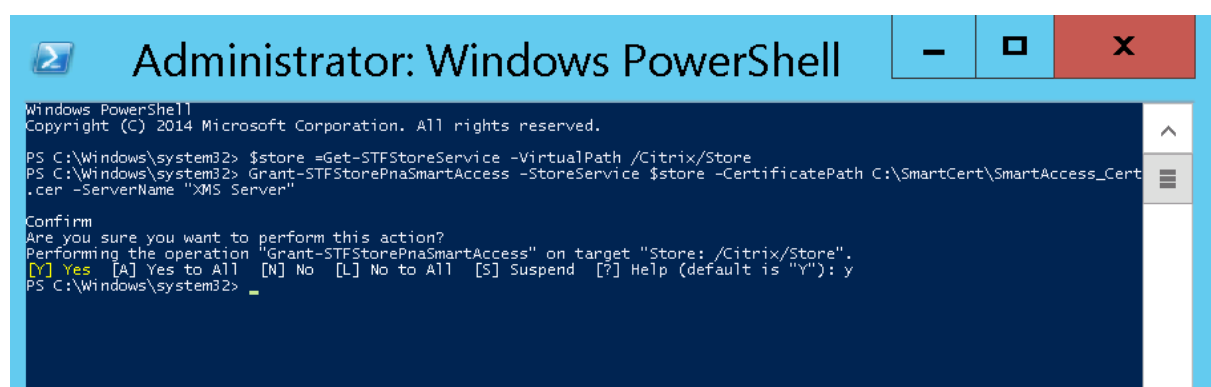 Administrator: Windows PowerShell
Windows PowerShell
Copyright (C) 2014 Microsoft Corporation. All rights reserved.
PS C:\Windows\system32> $store =Get-STFStoreService -VirtualPath /Citrix/Store
PS C:\Windows\system32> Grant-STFStorePnaSmartAccess -StoreService $store -CertificatePath C:\SmartCert\SmartAccess_Cert
.cer -ServerName "XMS Server"
Confirm
Are you sure you want to perform this action?
Performing the operation "Grant-STFStorePnaSmartAccess" on target "Store: /Citrix/Store".
[Y] Yes  [A] Yes to All  [N] No  [L] No to All  [S] Suspend  [?] Help (default is "Y"): y
PS C:\Windows\system32> _